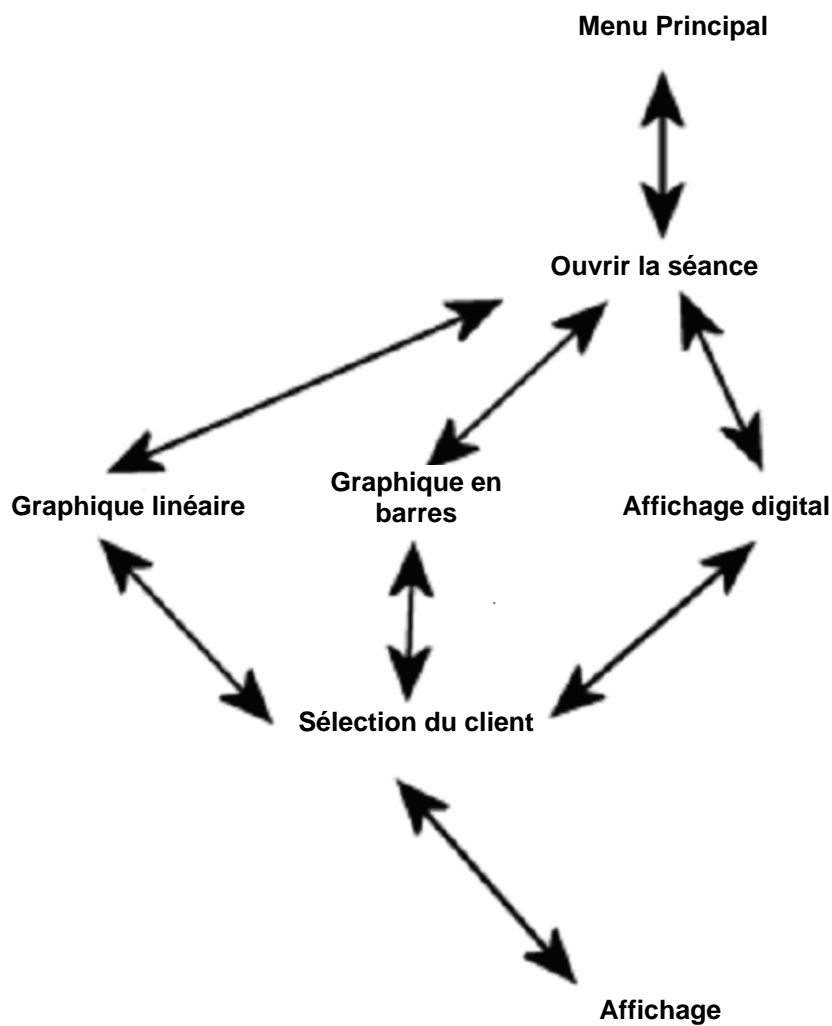 Menu Principal
Ouvrir la séance
Graphique linéaire
Graphique en
barres
Affichage digital
Sélection du client
Affichage